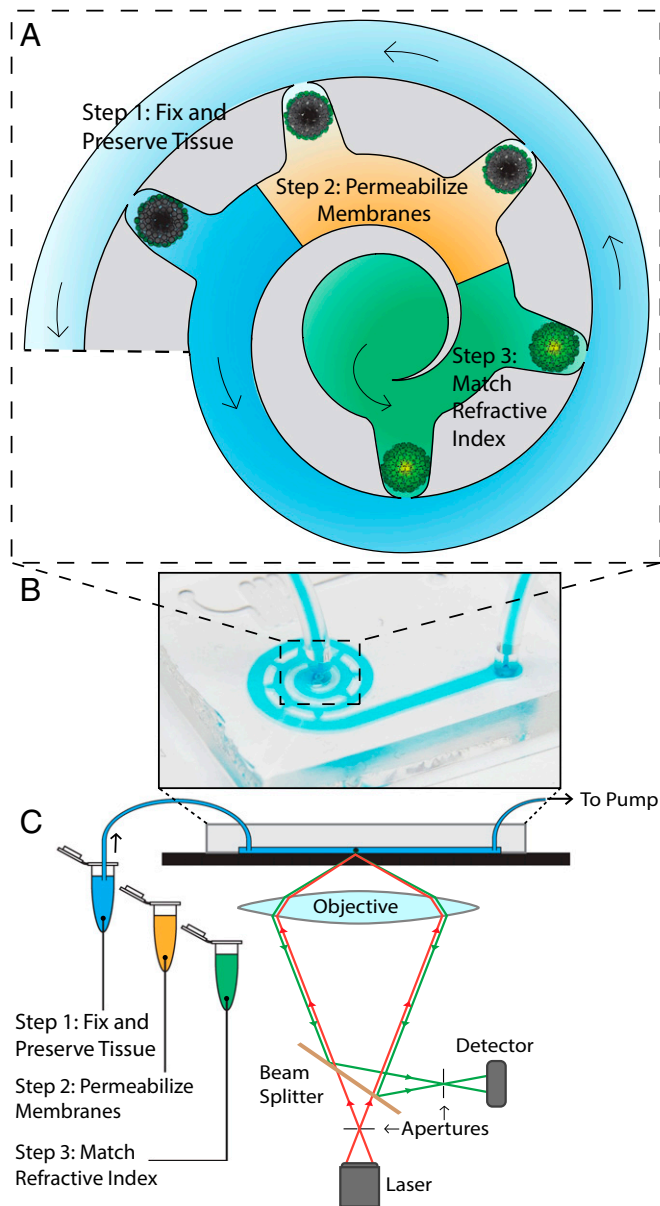 A
Step 1: Fix and
Preserve Tissue
Step 2: Permeabilize
Membranes
Step 3:
Match
Refractive
Index
B
C
To Pump
Objective
Step 1: Fix and
Preserve Tissue
Step 2: Permeabilize
Membranes
Step 3: Match
Refractive Index
Beam
Splitter
Detector
Apertures
Laser